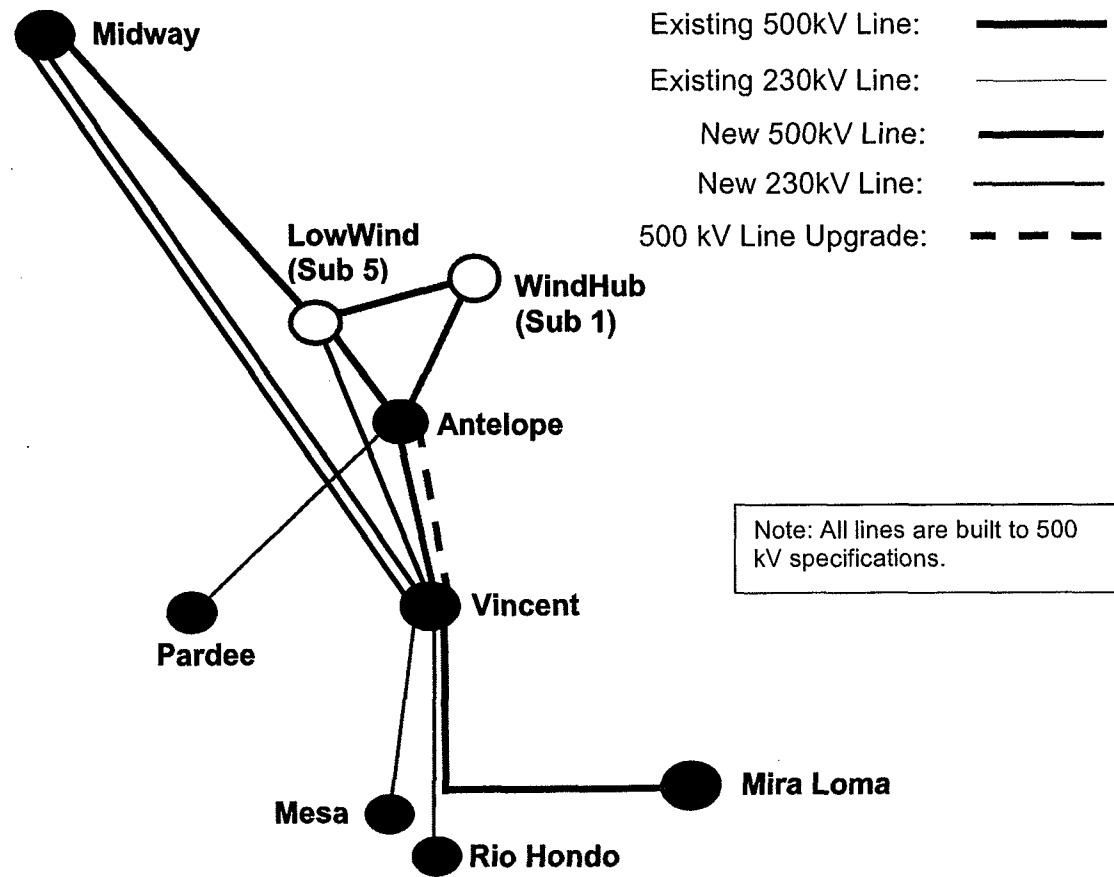 Midway
Existing 500kV Line:
Existing 230kV Line:
New 500kV Line:
New 230kV Line:
500 kV Line Upgrade:
LowWind
(Sub 5)
WindHub
(Sub 1)
Antelope
Note: All lines are built to 500
kV specifications.
Vincent
Pardee
Mira Loma
Mesa
Rio Hondo